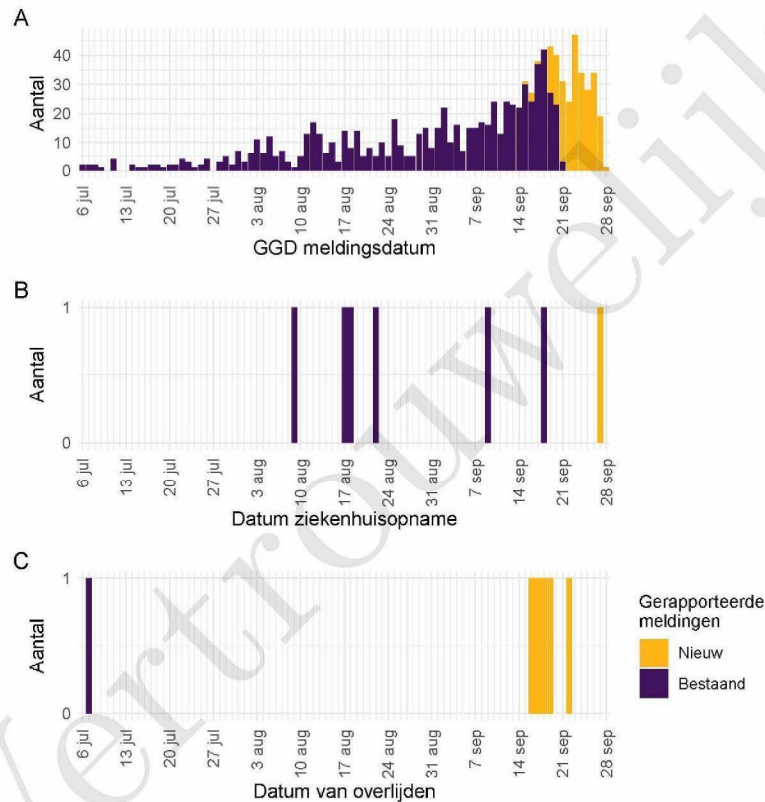 A
Aantal
40
30
20
10
0
6 jul
13 jul
20 jul
27 jul
3 aug
10 aug
17 aug
24 aug
31 aug
7 sep
14 sep
21 sep
28 sep
GGD meldingsdatum
B
Aantal
1
0
6 jul
13 jul
20 jul
27 jul
3 aug
10 aug
17 aug
24 aug
31 aug
7 sep
14 sep
21 sep
28 sep
Datum ziekenhuisopname
C
Aantal
1
0
6 jul
13 jul
20 jul
27 jul
3 aug
10 aug
17 aug
24 aug
31 aug
7 sep
14 sep
21 sep
28 sep
Datum van overlijden
Gerapporteerde
meldingen
Nieuw
Bestaand
Vertrouwelijk